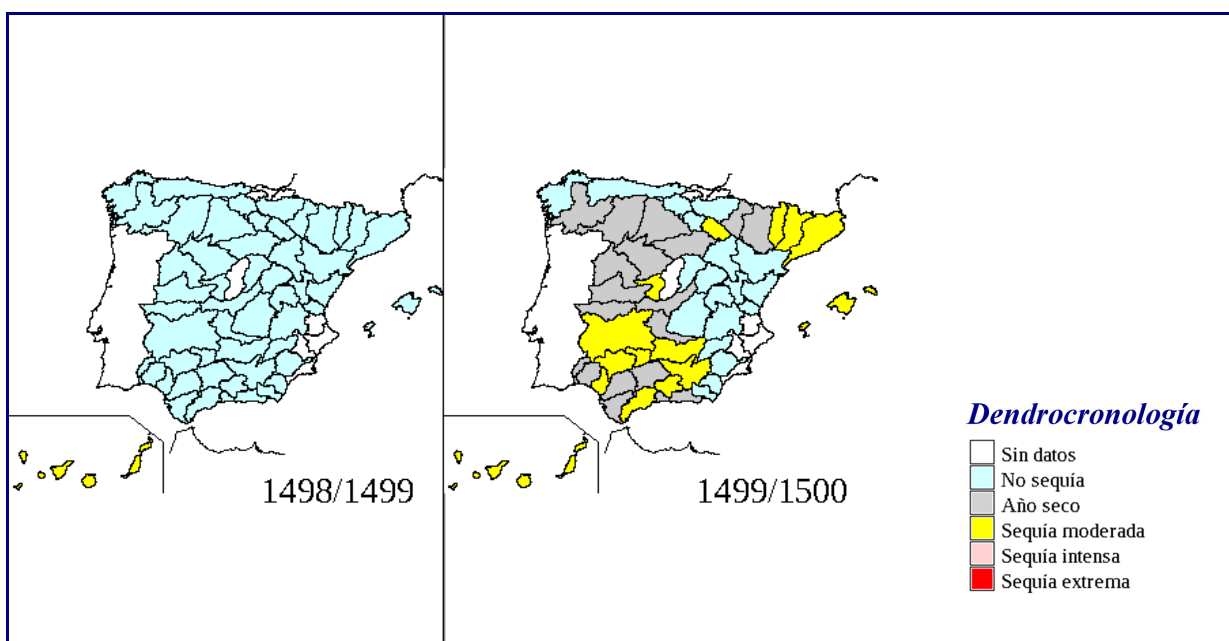 1498/1499
1499/1500
Dendrocronología
Sin datos
No sequía
Año seco
Sequía moderada
Sequía intensa
Sequía extrema